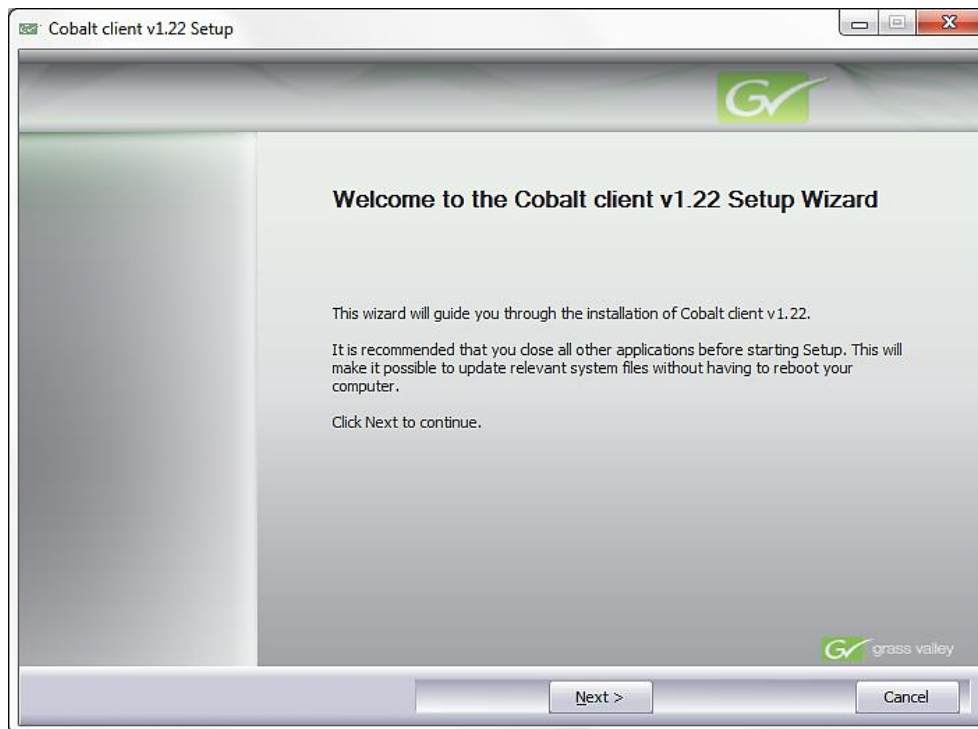 Cobalt client v1.22 Setup
GV
Welcome to the Cobalt client v1.22 Setup Wizard
This wizard will guide you through the installation of Cobalt client v1.22.
It is recommended that you close all other applications before starting Setup. This will
make it possible to update relevant system files without having to reboot your
computer.
Click Next to continue.
GV grass valley
Next >
Cancel